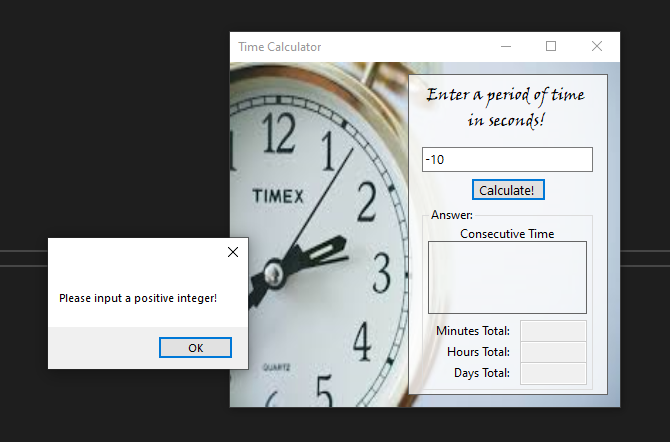 Time Calculator
Enter a period of time
in seconds!
-10
Calculate!
Answer:
Consecutive Time
Minutes Total:
Hours Total:
Days Total:
12
1
TIMEX
2
3
4
QUARTZ
5
6
Please input a positive integer!
OK